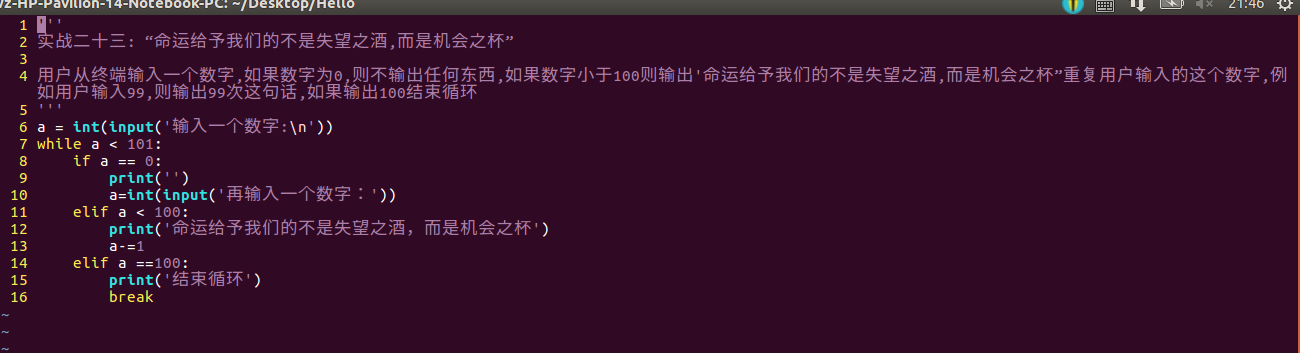 Vz-HP-Pavilion-14-Notebook-PC: ~/Desktop/Hello
21:46
1 '''
2 实战二十三: “命运给予我们的不是失望之酒,而是机会之杯”
3
4 用户从终端输入一个数字,如果数字为0,则不输出任何东西,如果数字小于100则输出'命运给予我们的不是失望之酒,而是机会之杯”重复用户输入的这个数字,例
如用户输入99,则输出99次这句话,如果输出100结束循环
5 '''
6 a = int(input('输入一个数字:\n'))
7 while a < 101:
8     if a == 0:
9         print('')
10         a=int(input('再输入一个数字：'))
11     elif a < 100:
12         print('命运给予我们的不是失望之酒，而是机会之杯')
13         a-=1
14     elif a ==100:
15         print('结束循环')
16         break
~
~
~